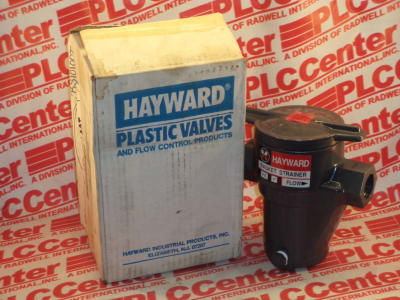 HAYWARD®
PLASTIC VALVES
AND FLOW CONTROL PRODUCTS
HAYWARD INDUSTRIAL PRODUCTS, INC.
ELIZABETH, N.J. 07207
HAYWARD
BASKET STRAINER
FLOW
PLCCenter
A DIVISION OF RADWELL INTERNATIONAL, INC.